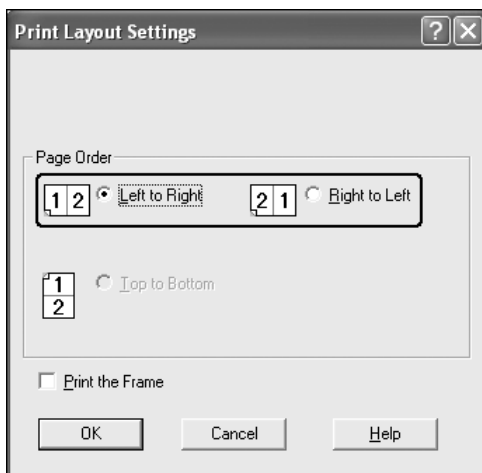 Print Layout Settings
Page Order
1 2 Left to Right 2 1 Right to Left
1
2
Top to Bottom
Print the Frame
OK Cancel Help